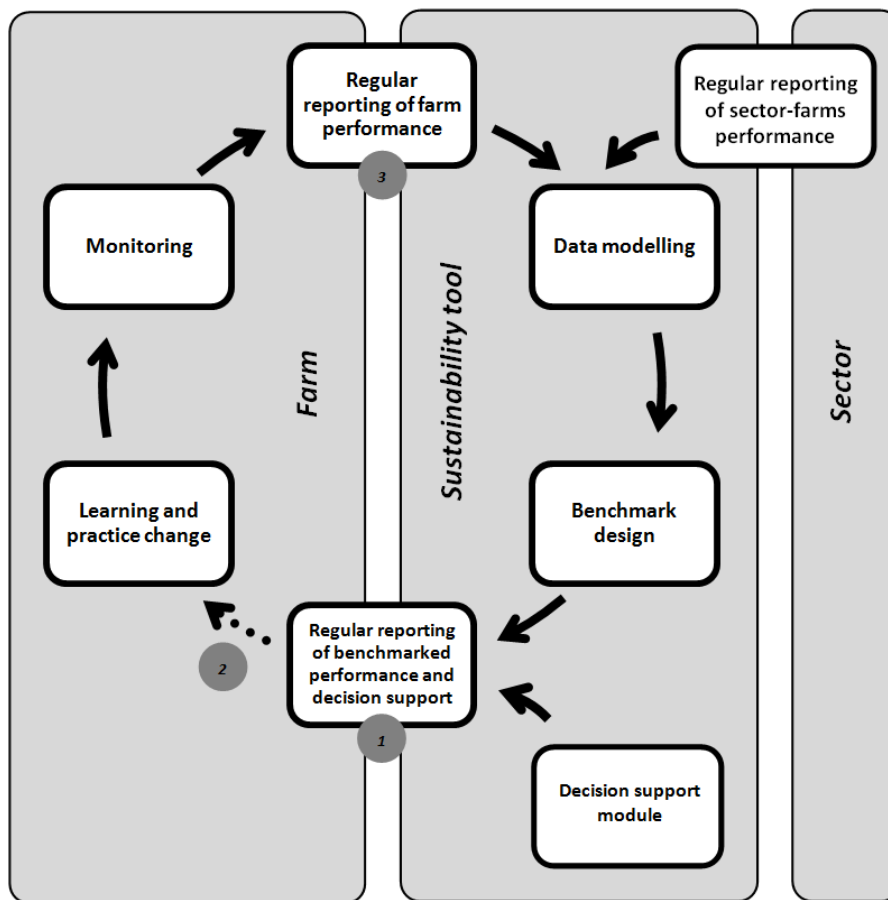 Regular
reporting of farm
performance
3
Regular reporting
of sector-farms
performance
Monitoring
Data modelling
Farm
Sustainability tool
Sector
Learning and
practice change
Benchmark
design
2
Regular reporting
of benchmarked
performance and
decision support
1
Decision support
module